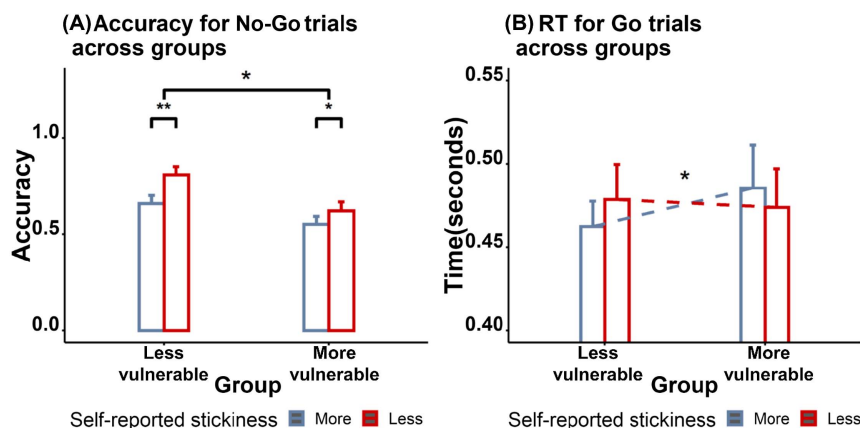 (A) Accuracy for No-Go trials
across groups
*
**
*
1.0
0.5
0.0
Accuracy
Less
vulnerable
More
vulnerable
Group
Self-reported stickiness More Less
(B) RT for Go trials
across groups
0.55
0.50
0.45
0.40
Time(seconds)
*
Less
vulnerable
More
vulnerable
Group
Self-reported stickiness More Less